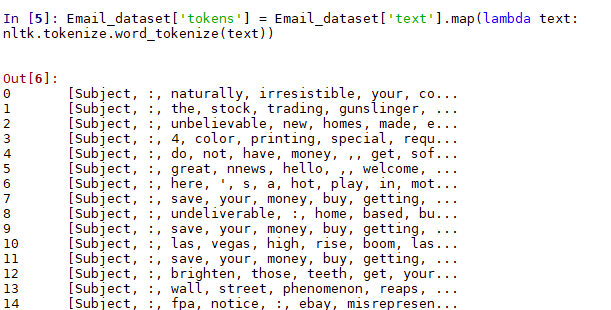 In [5]: Email_dataset['tokens'] = Email_dataset['text'].map(lambda text:
nltk.tokenize.word_tokenize(text))
Out[6]:
0 [Subject, :, naturally, irresistible, your, co...
1 [Subject, :, the, stock, trading, gunslinger, ...
2 [Subject, :, unbelievable, new, homes, made, e...
3 [Subject, :, 4, color, printing, special, requ...
4 [Subject, :, do, not, have, money, ,, get, sof...
5 [Subject, :, great, nnews, hello, ,, welcome, ...
6 [Subject, :, here, ', s, a, hot, play, in, mot...
7 [Subject, :, save, your, money, buy, getting, ...
8 [Subject, :, undeliverable, :, home, based, bu...
9 [Subject, :, save, your, money, buy, getting, ...
10 [Subject, :, las, vegas, high, rise, boom, las...
11 [Subject, :, save, your, money, buy, getting, ...
12 [Subject, :, brighten, those, teeth, get, your...
13 [Subject, :, wall, street, phenomenon, reaps, ...
14 [Subject, :, fpa, notice, :, ebay, misrepresen...